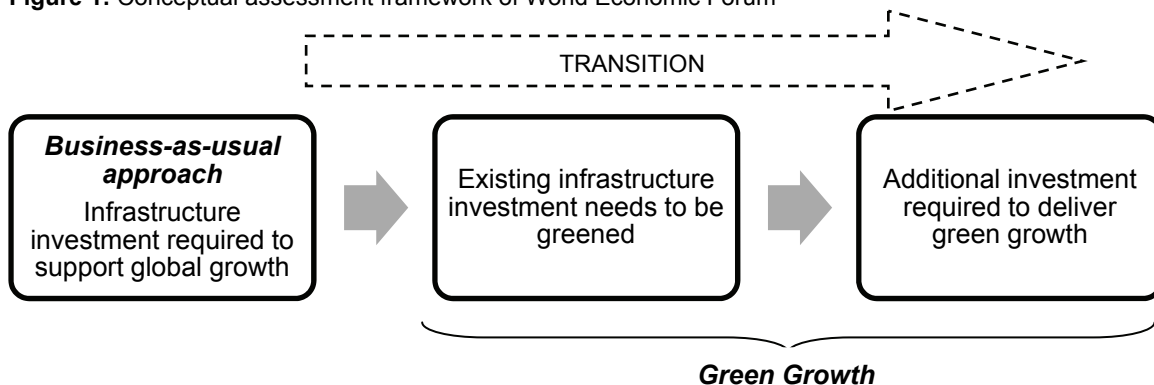 Figure 1: Conceptual assessment framework of World Economic Forum
TRANSITION
Business-as-usual
approach
Infrastructure
investment required to
support global growth
Existing infrastructure
investment needs to be
greened
Additional investment
required to deliver
green growth
Green Growth